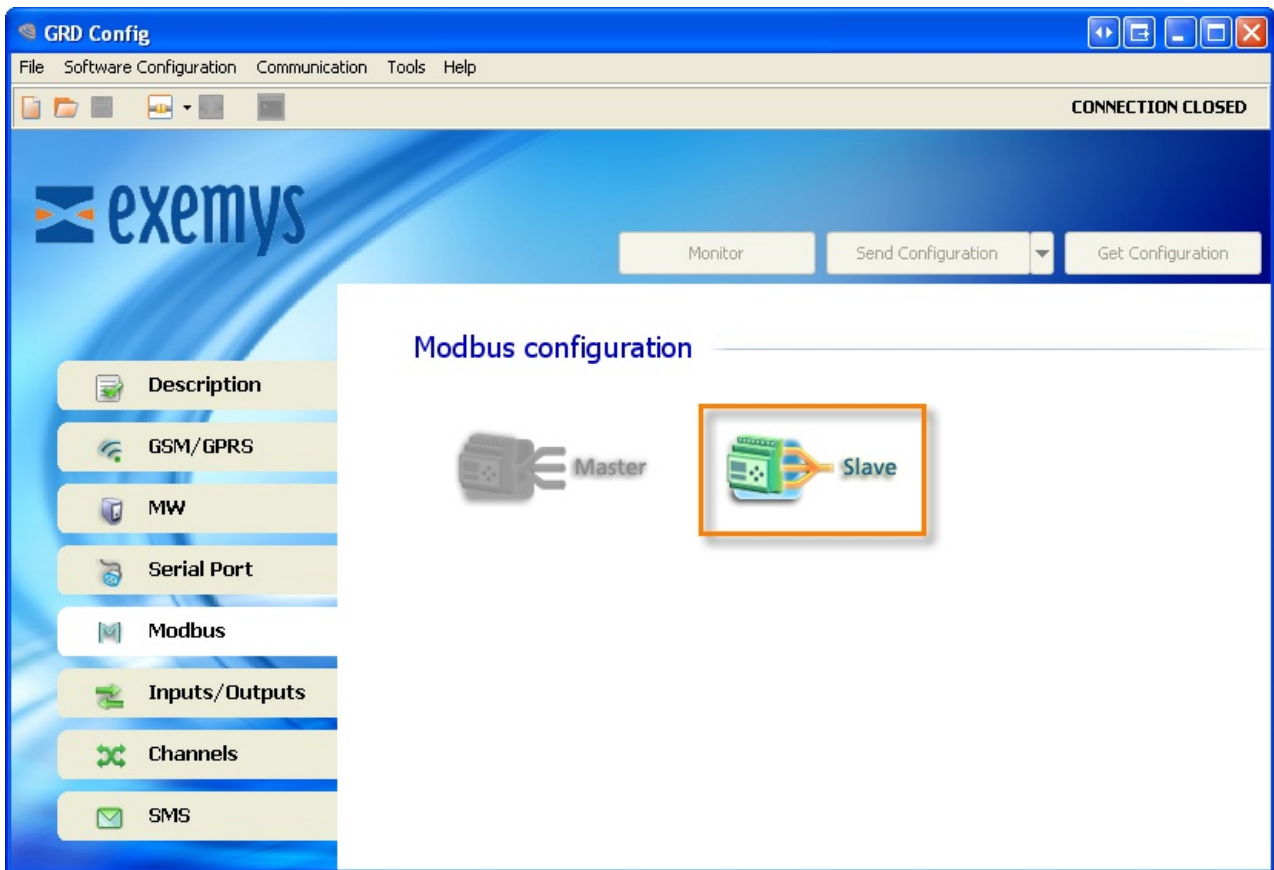 GRD Config
File Software Configuration Communication Tools Help
CONNECTION CLOSED
exemys
Monitor Send Configuration Get Configuration
Modbus configuration
Description
GSM/GPRS
Master Slave
MW
Serial Port
Modbus
Inputs/Outputs
Channels
SMS